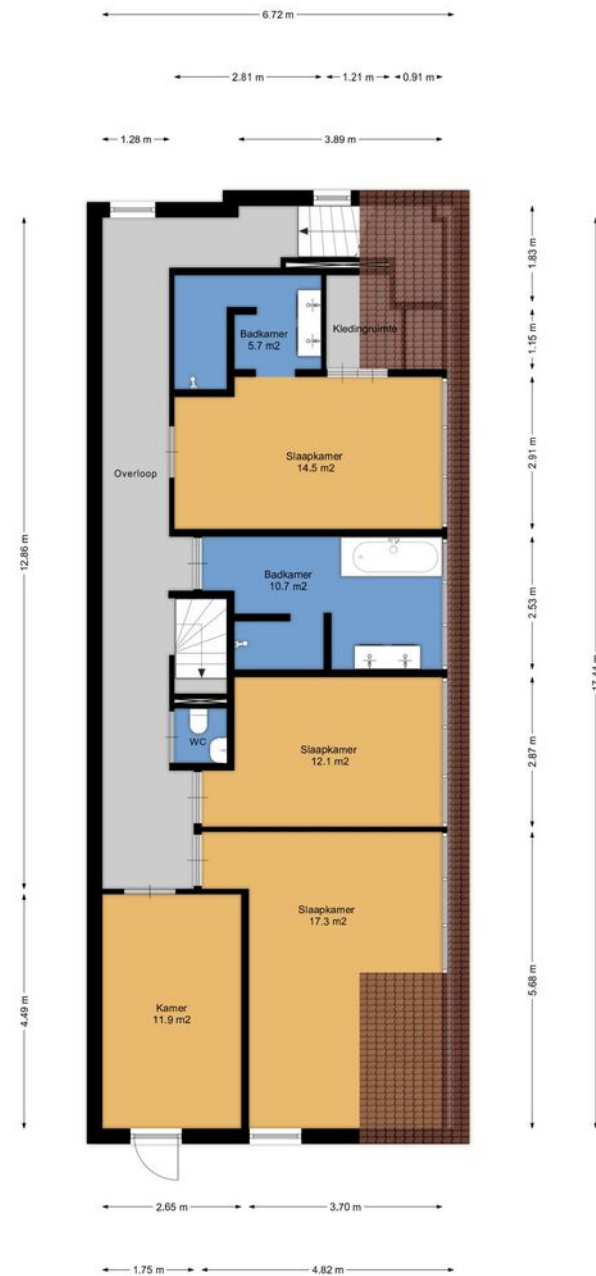 6.72 m
2.81 m
1.21 m
0.91 m
1.28 m
3.89 m
1.83 m
Badkamer
5.7 m2
Kledingruimte
1.15 m
Slaapkamer
14.5 m2
2.91 m
Overloop
12.86 m
Badkamer
10.7 m2
2.53 m
17.44 m
WC
Slaapkamer
12.1 m2
2.87 m
Slaapkamer
17.3 m2
5.68 m
Kamer
11.9 m2
4.49 m
2.65 m
3.70 m
1.75 m
4.82 m